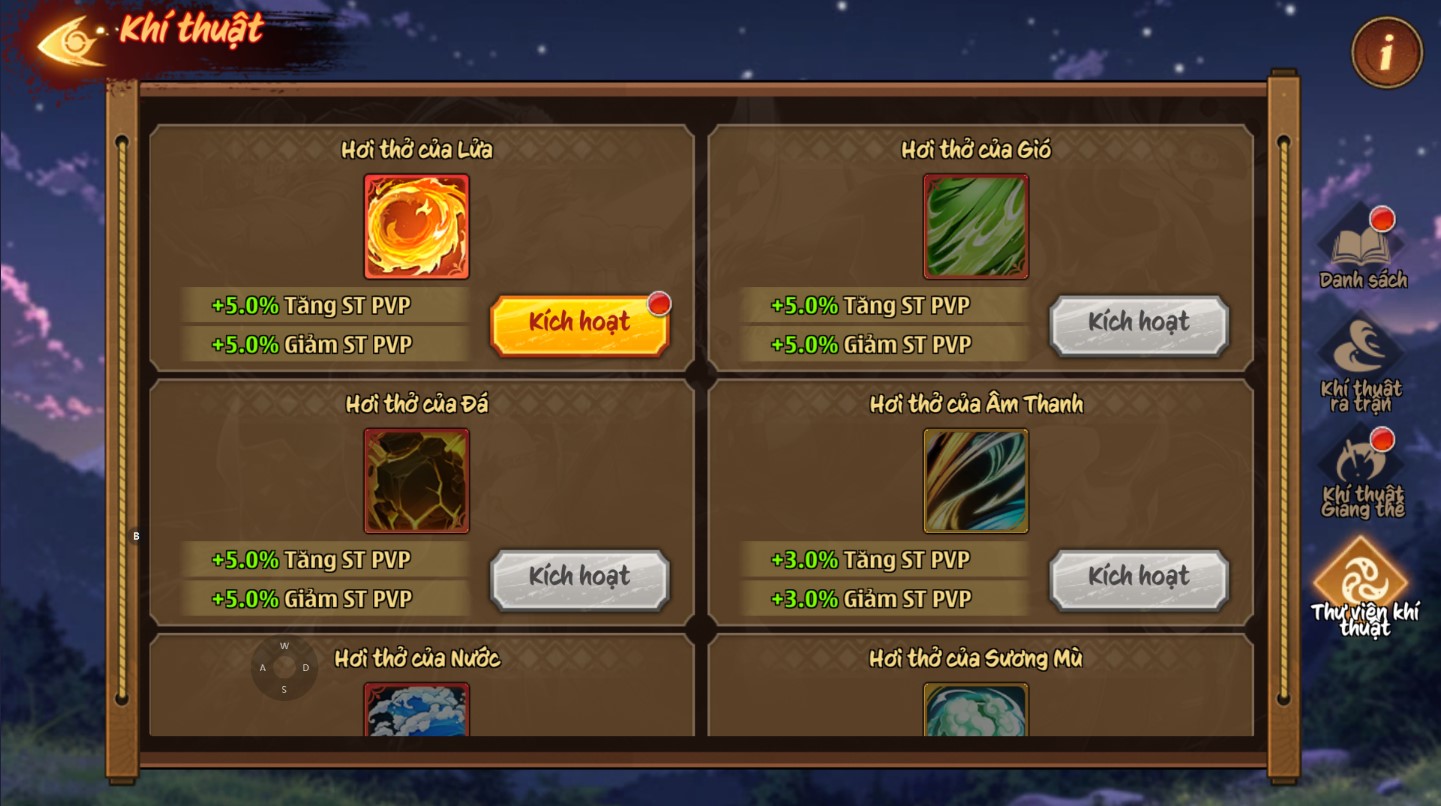 Khí thuật
i
Hơi thở của Lửa
+5.0% Tăng ST PVP
+5.0% Giảm ST PVP
Kích hoạt
Hơi thở của Gió
+5.0% Tăng ST PVP
+5.0% Giảm ST PVP
Kích hoạt
Hơi thở của Đá
+5.0% Tăng ST PVP
+5.0% Giảm ST PVP
Kích hoạt
Hơi thở của Âm Thanh
+3.0% Tăng ST PVP
+3.0% Giảm ST PVP
Kích hoạt
Hơi thở của Nước
Hơi thở của Sương Mù
B
W
A
D
S
Danh sách
Khí thuật
ra trận
Khí thuật
Giáng thế
Thư viện khí
thuật